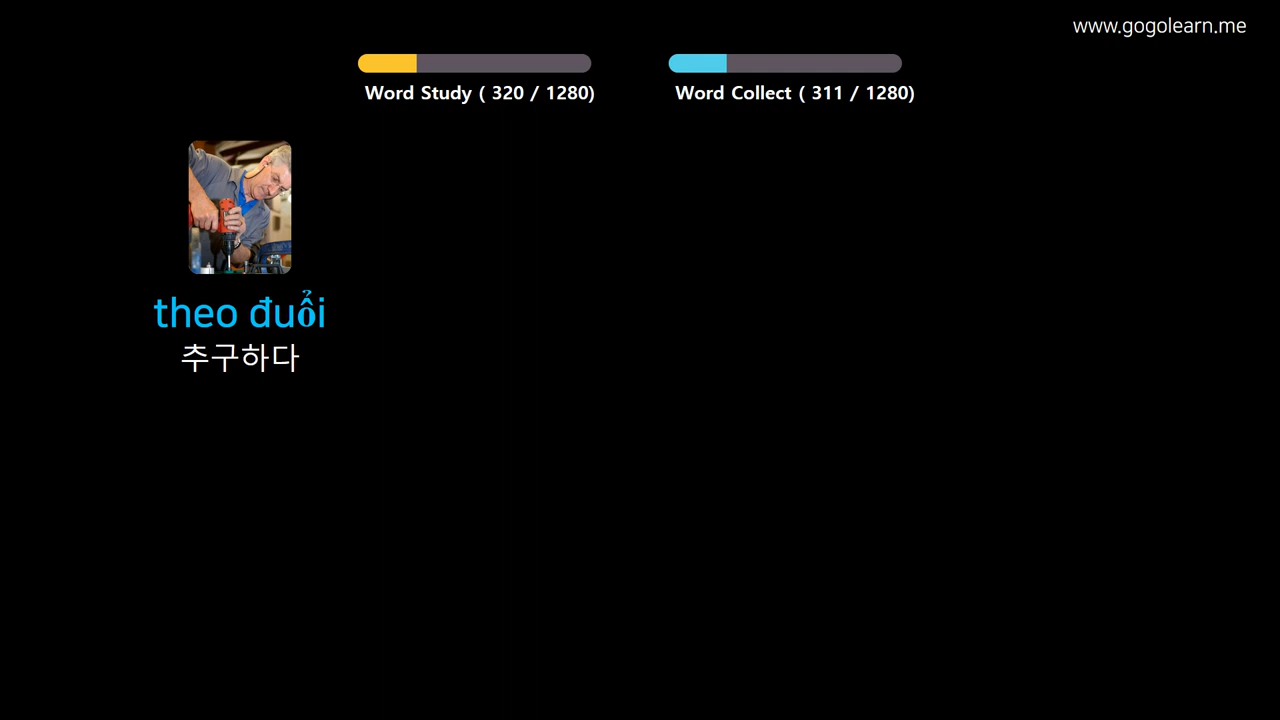 www.gogolearn.me
Word Study ( 320 / 1280)
Word Collect ( 311 / 1280)
theo đuổi
추구하다